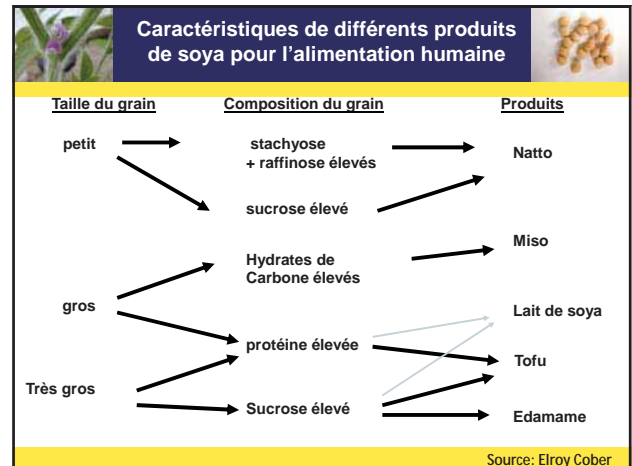 Caractéristiques de différents produits
de soya pour l'alimentation humaine
Taille du grain
Composition du grain
Produits
petit
stachyose
+ raffinose élevés
Natto
sucrose élevé
Hydrates de
Carbone élevés
Miso
gros
Lait de soya
protéine élevée
Tofu
Très gros
Sucrose élevé
Edamame
Source: Elroy Cober